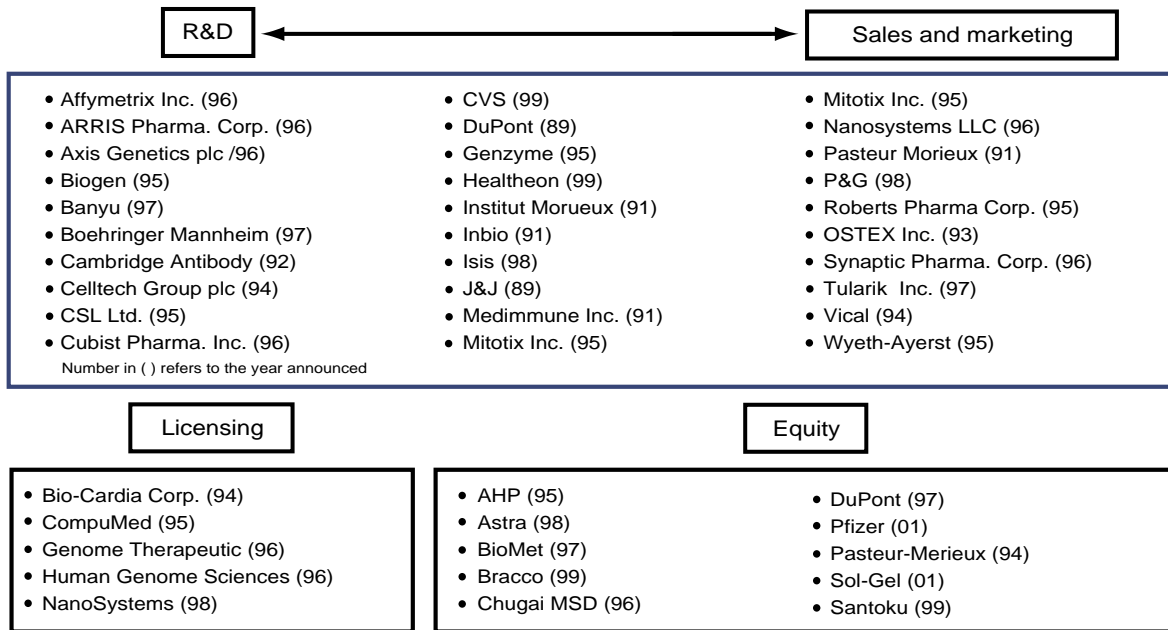 R&D
Sales and marketing
• Affymetrix Inc. (96)
• ARRIS Pharma. Corp. (96)
• Axis Genetics plc /96)
• Biogen (95)
• Banyu (97)
• Boehringer Mannheim (97)
• Cambridge Antibody (92)
• Celltech Group plc (94)
• CSL Ltd. (95)
• Cubist Pharma. Inc. (96)
Number in ( ) refers to the year announced
• CVS (99)
• DuPont (89)
• Genzyme (95)
• Healtheon (99)
• Institut Morueux (91)
• Inbio (91)
• Isis (98)
• J&J (89)
• Medimmune Inc. (91)
• Mitotix Inc. (95)
• Mitotix Inc. (95)
• Nanosystems LLC (96)
• Pasteur Morieux (91)
• P&G (98)
• Roberts Pharma Corp. (95)
• OSTEX Inc. (93)
• Synaptic Pharma. Corp. (96)
• Tularik Inc. (97)
• Vical (94)
• Wyeth-Ayerst (95)
Licensing
• Bio-Cardia Corp. (94)
• CompuMed (95)
• Genome Therapeutic (96)
• Human Genome Sciences (96)
• NanoSystems (98)
Equity
• AHP (95)
• Astra (98)
• BioMet (97)
• Bracco (99)
• Chugai MSD (96)
• DuPont (97)
• Pfizer (01)
• Pasteur-Merieux (94)
• Sol-Gel (01)
• Santoku (99)